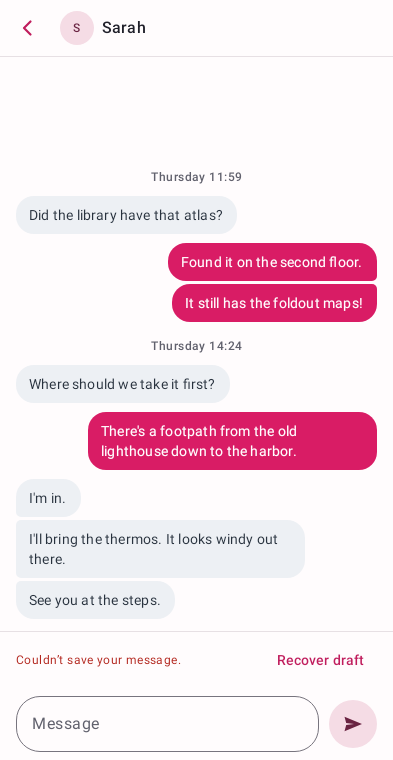 S
Sarah
Thursday 11:59
Did the library have that atlas?
Found it on the second floor.
It still has the foldout maps!
Thursday 14:24
Where should we take it first?
There's a footpath from the old
lighthouse down to the harbor.
I'm in.
I'll bring the thermos. It looks windy out
there.
See you at the steps.
Couldn't save your message.
Recover draft
Message